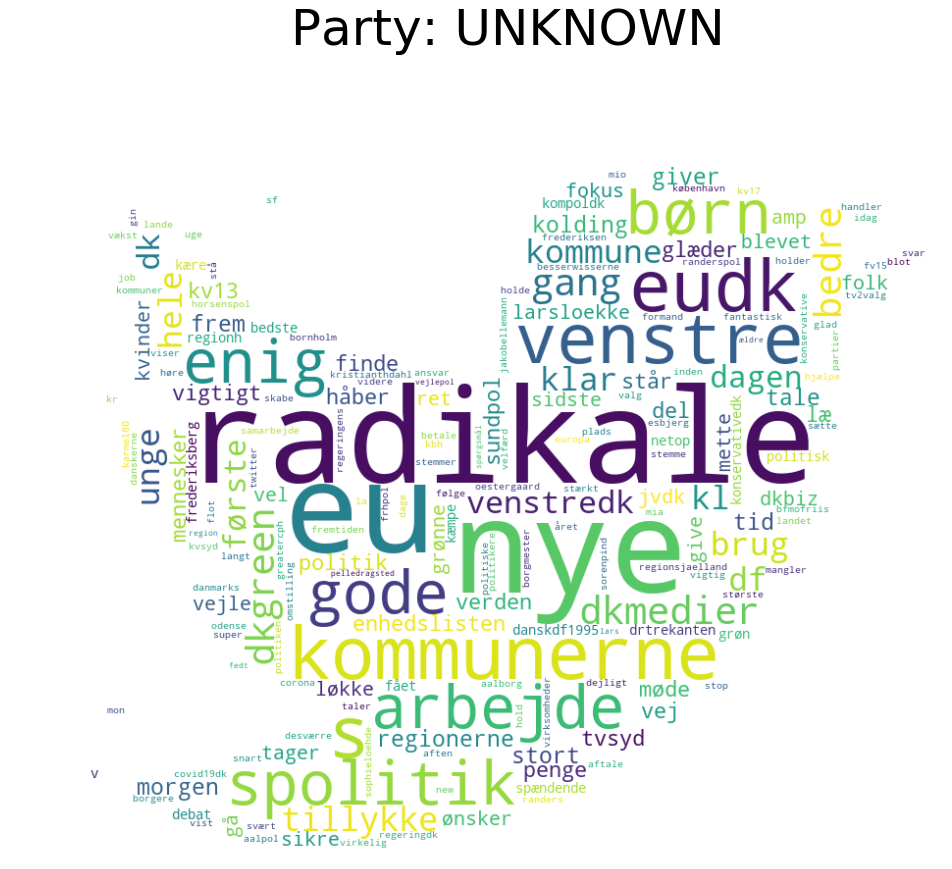 Party: UNKNOWN
mio
giver
fokus
københavn
kv17
børn
sf
kompoldk
handler
gin
lande
kolding
amp
idag
vækst
uge
frederiksen
kommune
glæder
blevet
bedre
dk
besserwisserne
randerspol
holder
svar
kære
stå
eudk
fv15
blot
hele
job
gang
folk
kommuner
kv13
holde
tv2valg
horsenspol
jakobellemann
larsloekke
formand
fantastisk
konservative
kvinder
frem
bedste
venstre
glad
regionh
bornholm
ældre
partier
viser
enig
finde
høre
ansvar
klar
står
inden
dagen
hjælpe
kristianthdahl
vigtigt
skabe
videre
vejlepol
sundpol
valg
tale
kr
håber
ret
sidste
del
læ
radikale
regeringens
esbjerg
sætte
karmel80
samarbejde
betale
plads
mette
danskerne
unge
mennesker
frederiksberg
kbh
spørgsmål
velfærd
europa
netop
konservativedk
politisk
første
twitter
stemmer
stemme
oestergaard
stærkt
vel
eu
følge
venstredk
jvdk
kl
dkbiz
flot
la
dage
frhpol
grønne
kæmpe
nye
mia
bfmofriis
region
dkgreen
greatercph
fremtiden
året
tid
landet
kvsyd
give
brug
langt
politik
politiske
politikere
borgmester
sorenpind
regionsjaelland
vigtig
mangler
pelledragsted
omstilling
gode
df
danmarks
største
vejle
verden
dkmedier
odense
enhedslisten
danskdf1995
lars
drtrekanten
grøn
super
politiken
kommunerne
fedt
corona
løkke
fået
aalborg
dejligt
møde
stop
taler
arbejde
hold
virksomheder
mon
s
vej
desværre
regionerne
tvsyd
snart
tager
aften
stort
v
covid19dk
sophieloehde
penge
aftale
morgen
spolitik
spændende
borgere
new
randers
debat
gå
tillykke
ønsker
vist
svært
aalpol
sikre
virkelig
regeringdk